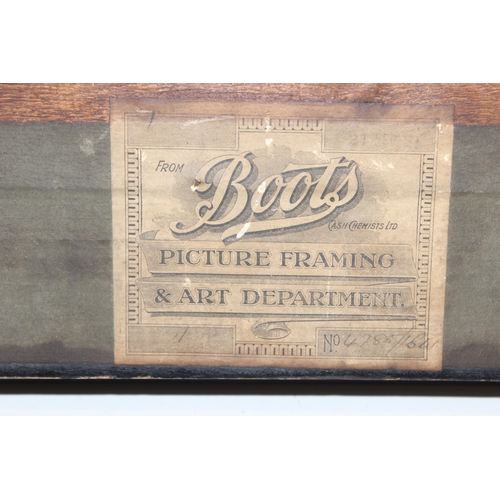 FROM Boots
CASH CHEMISTS LTD
PICTURE FRAMING
& ART DEPARTMENT.
No